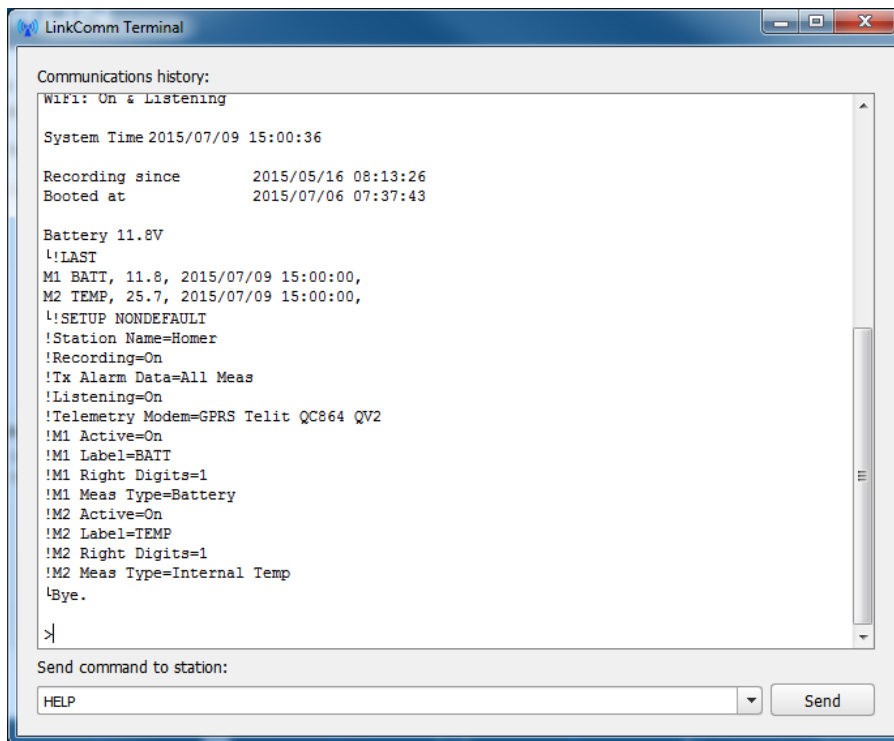 LinkComm Terminal
Communications history:
WiFi: On & Listening
System Time 2015/07/09 15:00:36
Recording since 2015/05/16 08:13:26
Booted at 2015/07/06 07:37:43
Battery 11.8V
└!LAST
M1 BATT, 11.8, 2015/07/09 15:00:00,
M2 TEMP, 25.7, 2015/07/09 15:00:00,
└!SETUP NONDEFAULT
!Station Name=Homer
!Recording=On
!Tx Alarm Data=All Meas
!Listening=On
!Telemetry Modem=GPRS Telit QC864 QV2
!M1 Active=On
!M1 Label=BATT
!M1 Right Digits=1
!M1 Meas Type=Battery
!M2 Active=On
!M2 Label=TEMP
!M2 Right Digits=1
!M2 Meas Type=Internal Temp
└Bye.
>
Send command to station:
HELP
Send